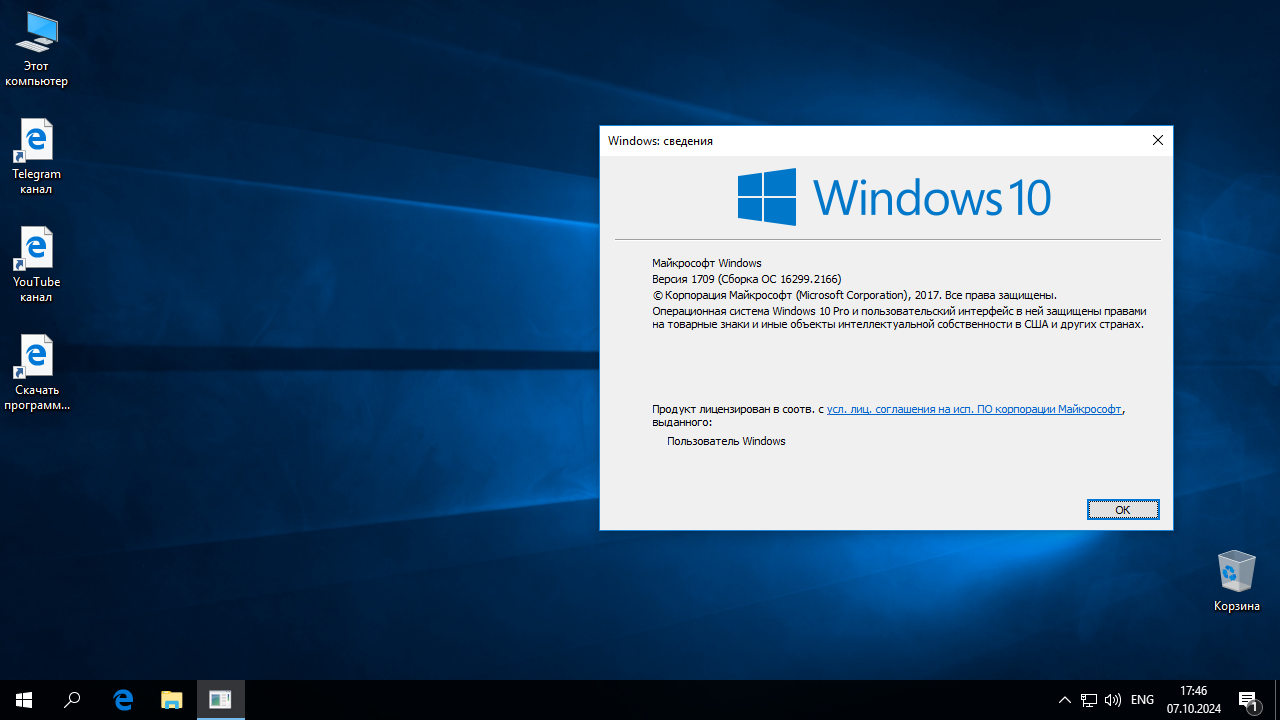 Этот
компьютер
Telegram
канал
YouTube
канал
Скачать
программ...
Windows: сведения
Windows 10
Майкрософт Windows
Версия 1709 (Сборка ОС 16299.2166)
© Корпорация Майкрософт (Microsoft Corporation), 2017. Все права защищены.
Операционная система Windows 10 Pro и пользовательский интерфейс в ней защищены правами
на товарные знаки и иные объекты интеллектуальной собственности в США и других странах.
Продукт лицензирован в соотв. с усл. лиц. соглашения на исп. ПО корпорации Майкрософт,
выданного:
Пользователь Windows
OK
Корзина
ENG
17:46
07.10.2024
1